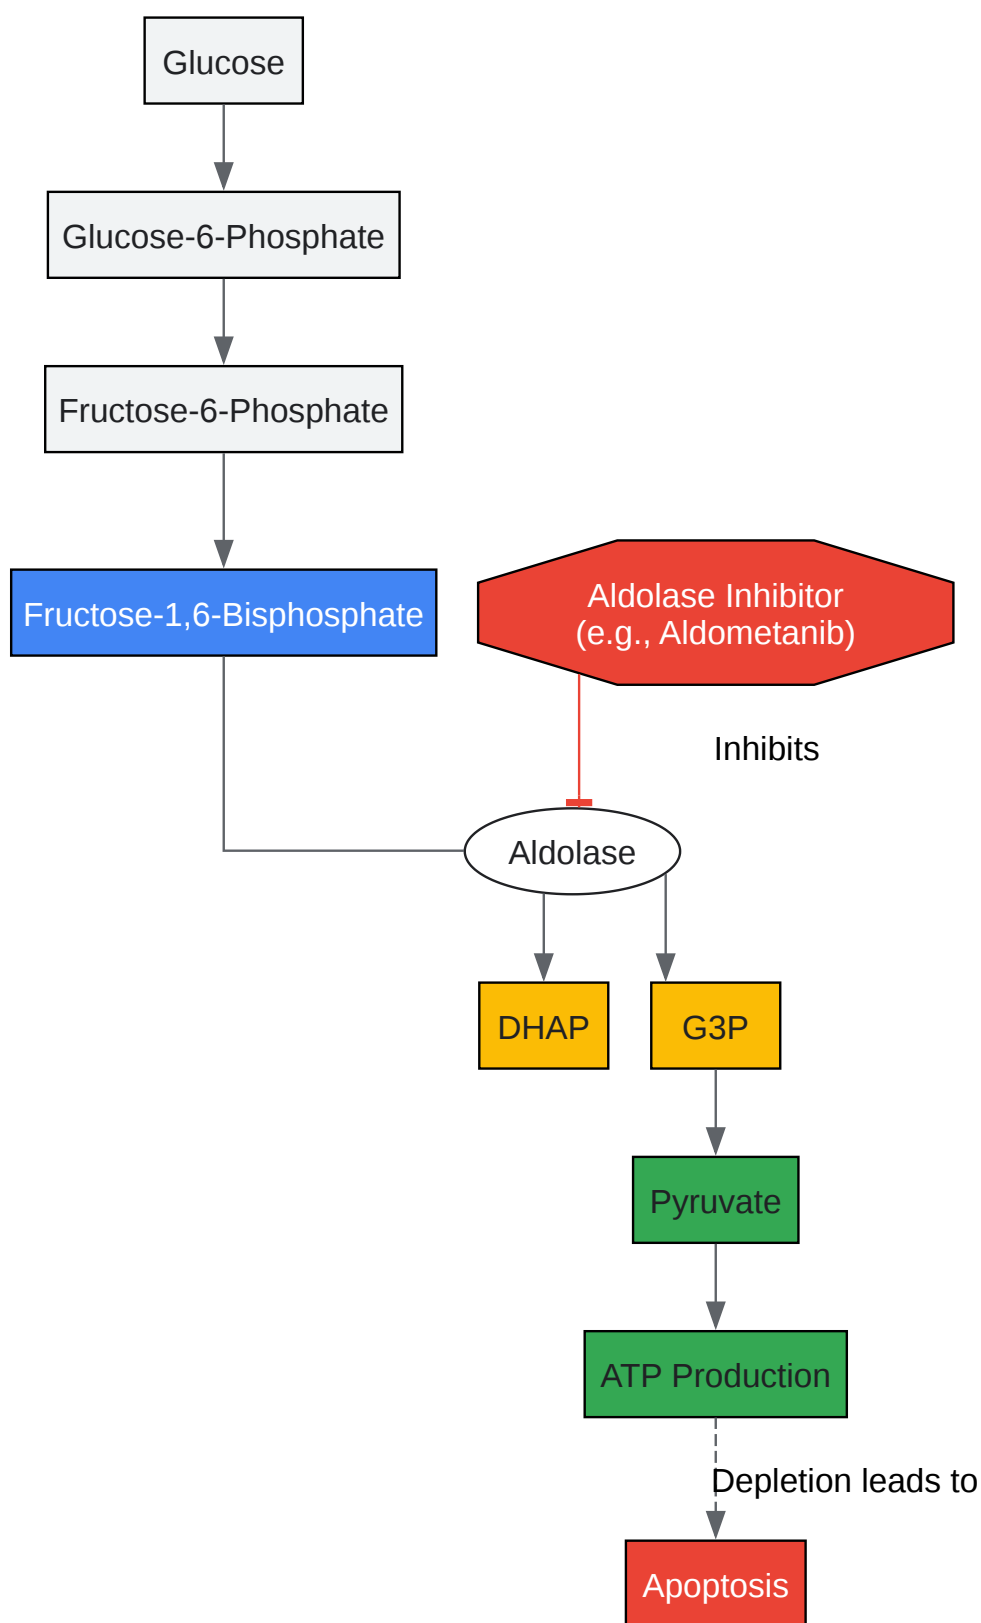 Glucose
Glucose-6-Phosphate
Fructose-6-Phosphate
Fructose-1,6-Bisphosphate
Aldolase Inhibitor
(e.g., Aldometanib)
Inhibits
Aldolase
DHAP
G3P
Pyruvate
ATP Production
Depletion leads to
Apoptosis